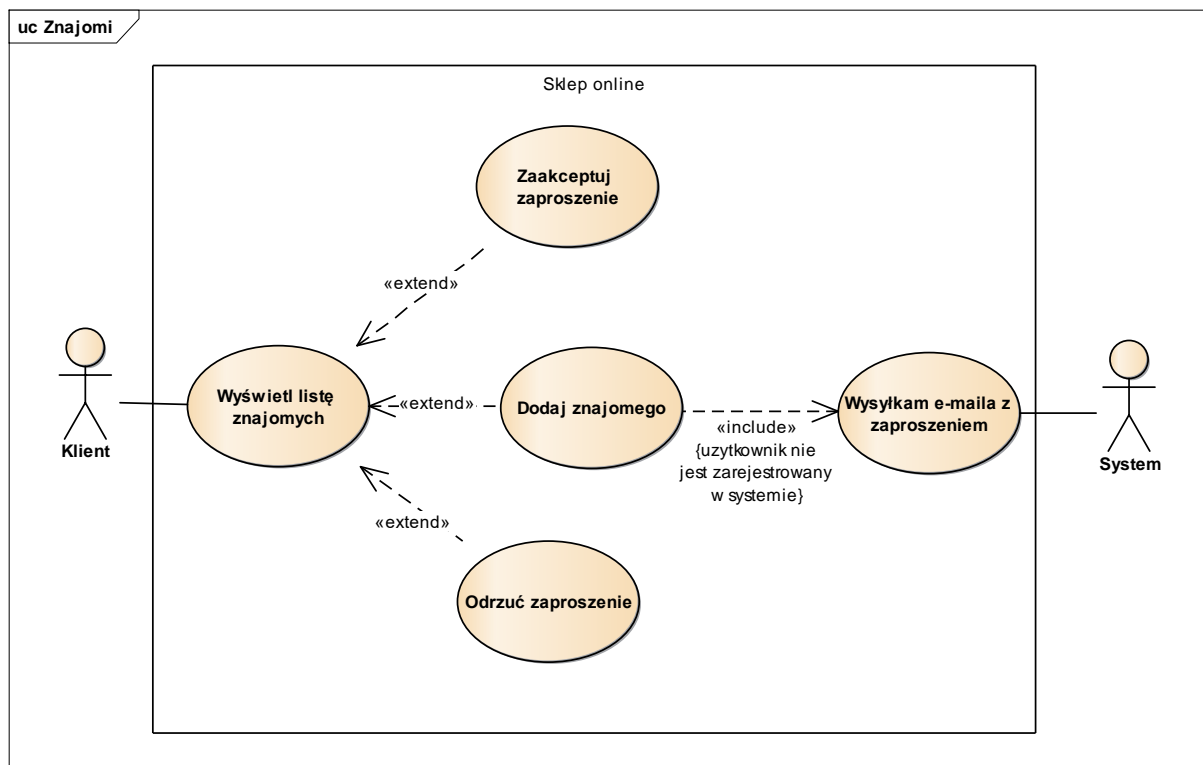 uc Znajomi
Sklep online
Zaakceptuj
zaproszenie
«extend»
Klient
Wyświetl listę
znajomych
«extend»
Dodaj znajomego
«include»
{uzytkownik nie
jest zarejestrowany
w systemie}
Wysyłkam e-maila z
zaproszeniem
System
«extend»
Odrzuć zaproszenie